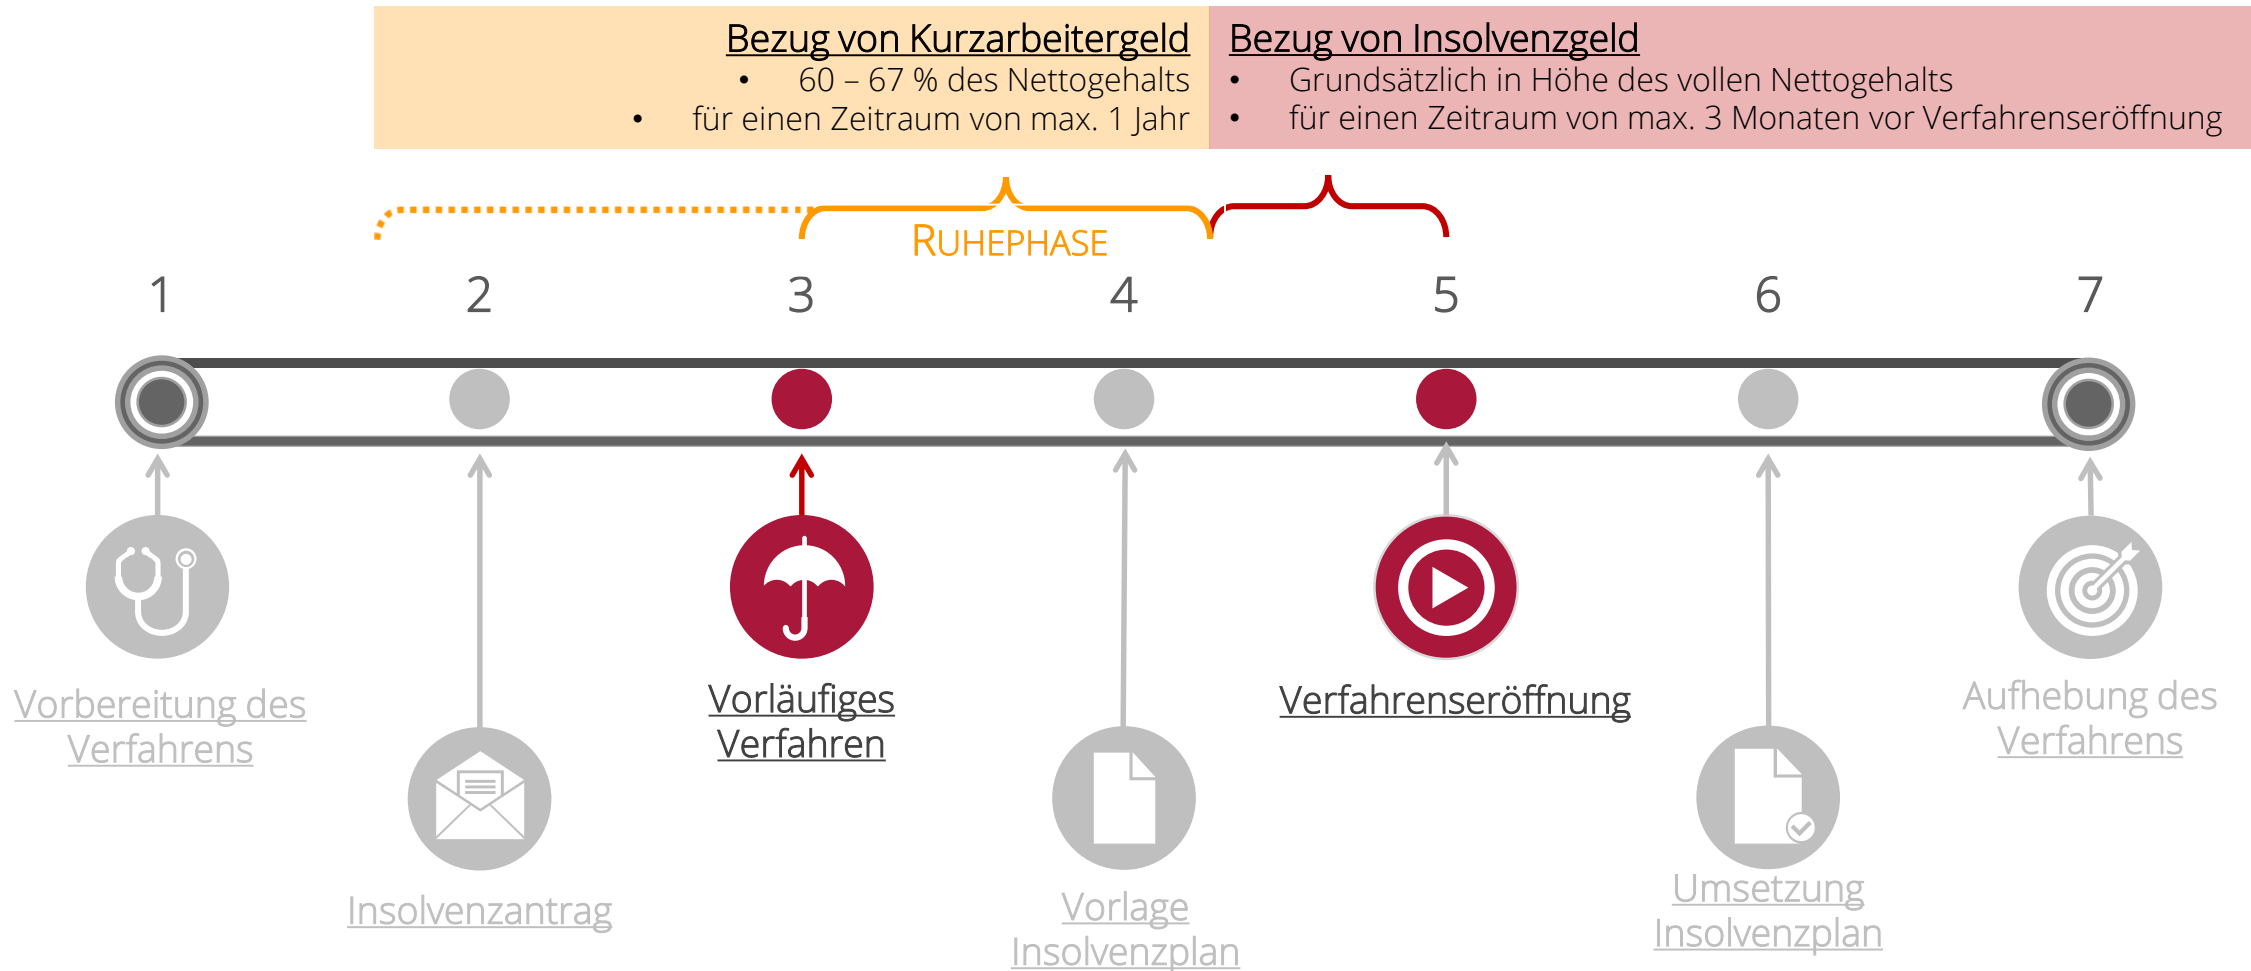 Bezug von Kurzarbeitergeld
• 60 – 67 % des Nettogehalts
• für einen Zeitraum von max. 1 Jahr
Bezug von Insolvenzgeld
• Grundsätzlich in Höhe des vollen Nettogehalts
• für einen Zeitraum von max. 3 Monaten vor Verfahrenseröffnung
RUHEPHASE
1 2 3 4 5 6 7
Vorbereitung des
Verfahrens
Insolvenzantrag
Vorläufiges
Verfahren
Vorlage
Insolvenzplan
Verfahrenseröffnung
Umsetzung
Insolvenzplan
Aufhebung des
Verfahrens